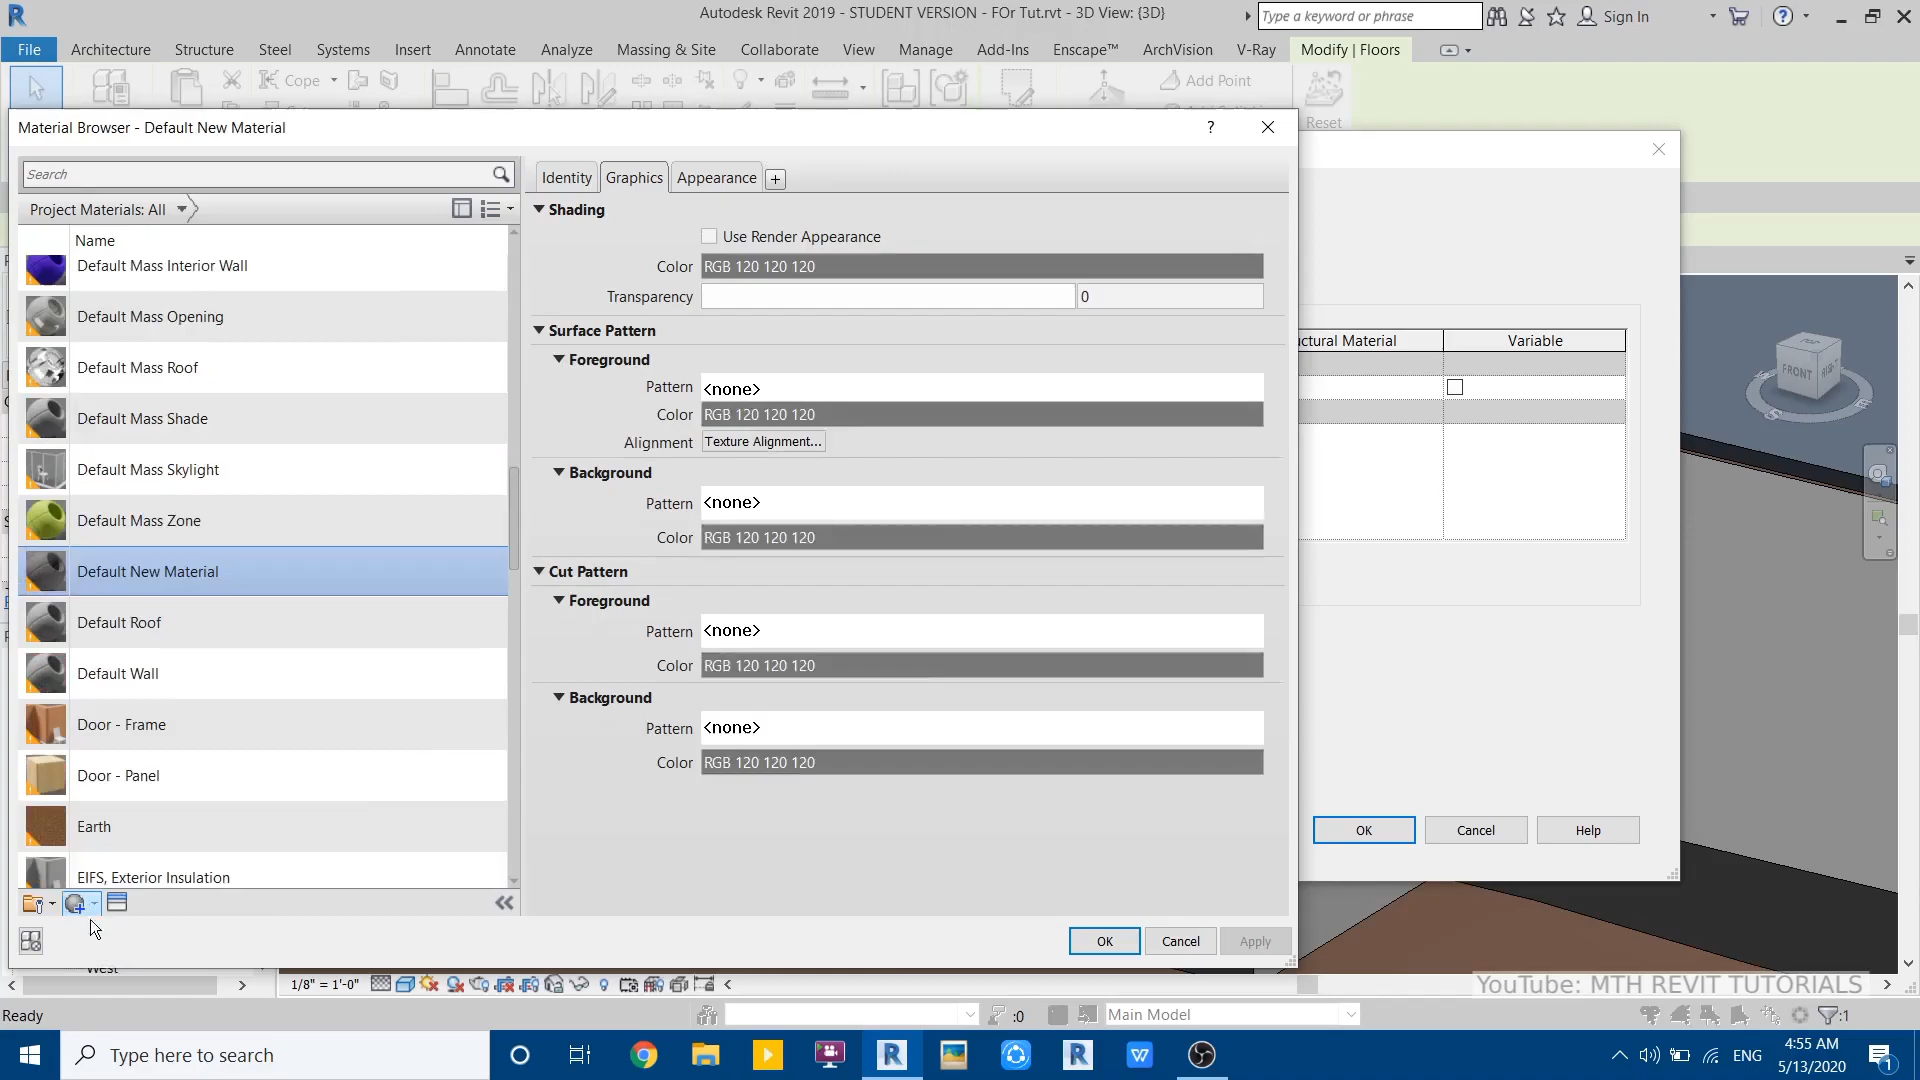 Autodesk Revit 2019 - STUDENT VERSION - FOr Tut.rvt - 3D View: {3D}
Type a keyword or phrase
Sign In
File
Architecture
Structure
Steel
Systems
Insert
Annotate
Analyze
Massing & Site
Collaborate
View
Manage
Add-Ins
Enscape™
ArchVision
V-Ray
Modify | Floors
Cope
Add Point
Reset
Material Browser - Default New Material
?
Search
Project Materials: All
Name
Default Mass Interior Wall
Default Mass Opening
Default Mass Roof
Default Mass Shade
Default Mass Skylight
Default Mass Zone
Default New Material
Default Roof
Default Wall
Door - Frame
Door - Panel
Earth
EIFS, Exterior Insulation
Identity
Graphics
Appearance
Shading
Use Render Appearance
Color RGB 120 120 120
Transparency 0
Surface Pattern
Foreground
Pattern <none>
Color RGB 120 120 120
Alignment Texture Alignment...
Background
Pattern <none>
Color RGB 120 120 120
Cut Pattern
Foreground
Pattern <none>
Color RGB 120 120 120
Background
Pattern <none>
Color RGB 120 120 120
OK
Cancel
Apply
ctural Material
Variable
OK
Cancel
Help
FRONT
West
1/8" = 1'-0"
YouTube: MTH REVIT TUTORIALS
Ready
:0
Main Model
:1
Type here to search
ENG
4:55 AM
5/13/2020
1